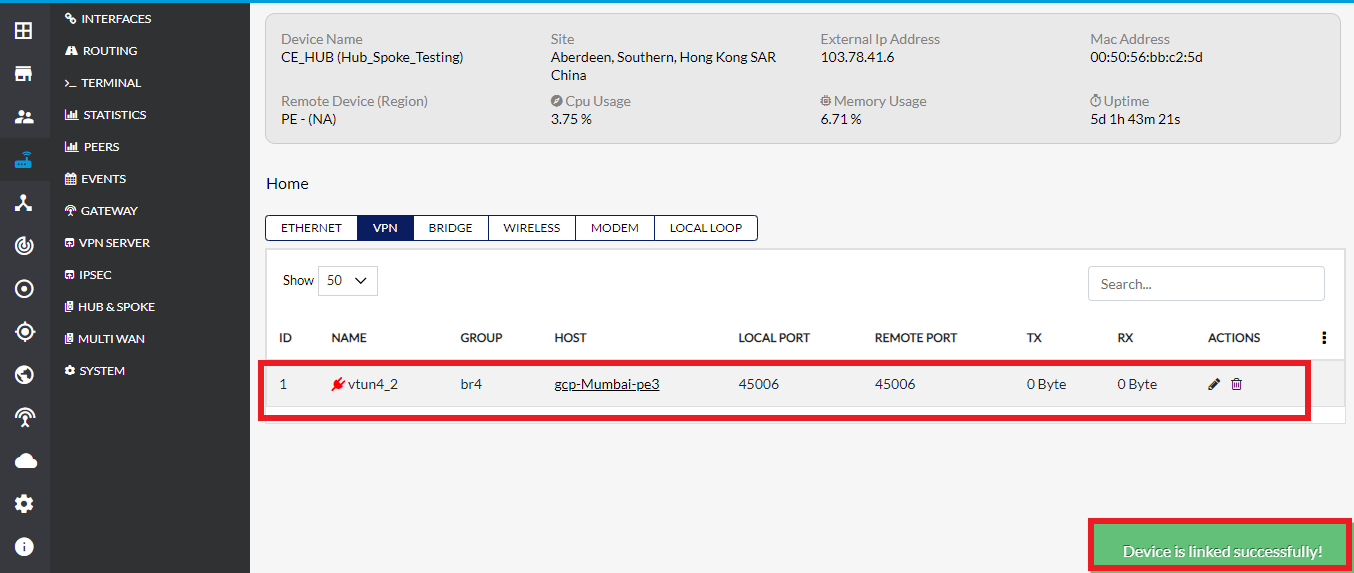 INTERFACES
ROUTING
TERMINAL
STATISTICS
PEERS
EVENTS
GATEWAY
VPN SERVER
IPSEC
HUB & SPOKE
MULTI WAN
SYSTEM
Device Name Site External Ip Address Mac Address
CE_HUB (Hub_Spoke_Testing) Aberdeen, Southern, Hong Kong SAR 103.78.41.6 00:50:56:bb:c2:5d
China
Remote Device (Region) Cpu Usage Memory Usage Uptime
PE - (NA) 3.75 % 6.71 % 5d 1h 43m 21s
Home
ETHERNET VPN BRIDGE WIRELESS MODEM LOCAL LOOP
Show 50 Search...
ID NAME GROUP HOST LOCAL PORT REMOTE PORT TX RX ACTIONS
1 vtun4_2 br4 gcp-Mumbai-pe3 45006 45006 0 Byte 0 Byte
Device is linked successfully!